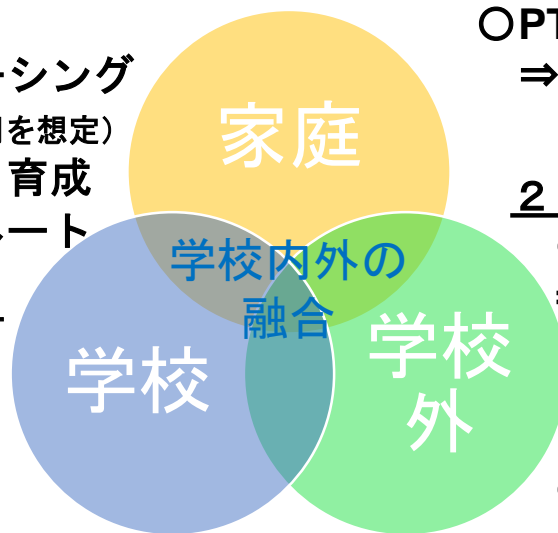 〇PT
⇒
ーシング
を想定）
育成
ート
２
家庭
学校内外の
融合
学校
学校
外